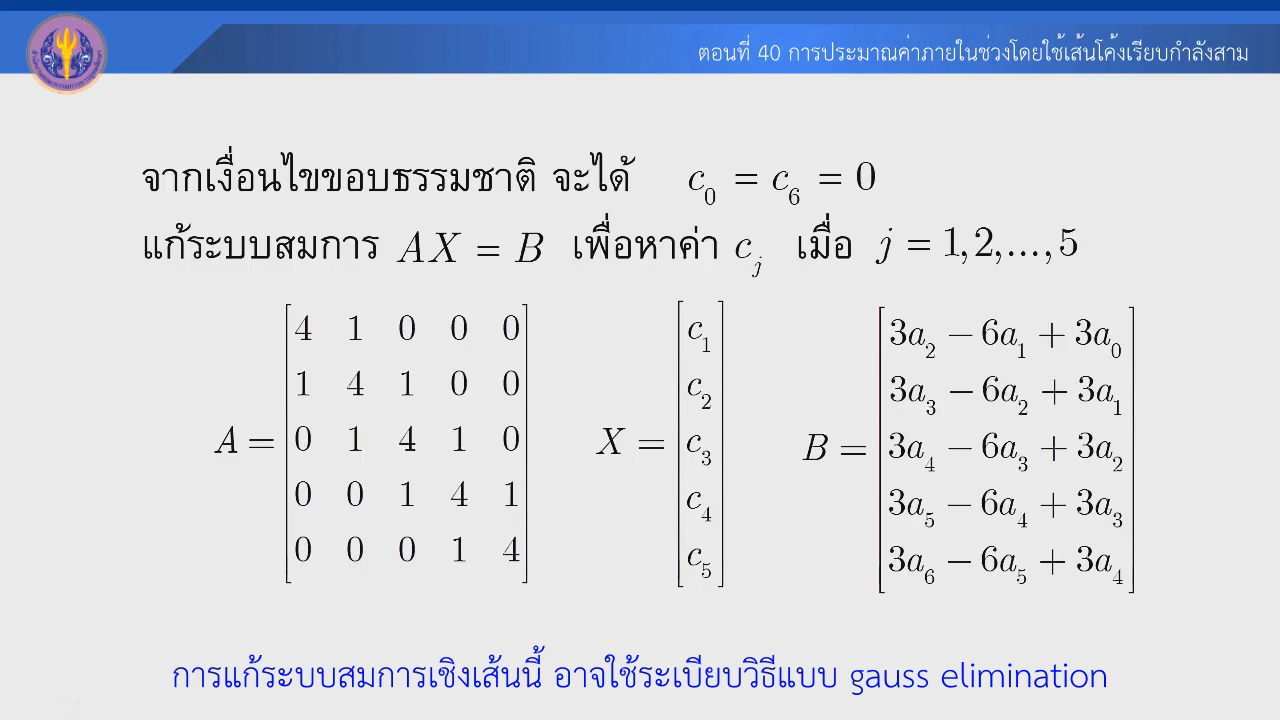 ตอนที่ 40 การประมาณค่าภายในช่วงโดยใช้เส้นโค้งเรียบกำลังสาม
จากเงื่อนไขขอบธรรมชาติ จะได้ c₀ = c₆ = 0
แก้ระบบสมการ AX = B เพื่อหาค่า cⱼ เมื่อ j = 1,2,...,5
A = [4 1 0 0 0
1 4 1 0 0
0 1 4 1 0
0 0 1 4 1
0 0 0 1 4]
X = [c₁
c₂
c₃
c₄
c₅]
B = [3a₂ − 6a₁ + 3a₀
3a₃ − 6a₂ + 3a₁
3a₄ − 6a₃ + 3a₂
3a₅ − 6a₄ + 3a₃
3a₆ − 6a₅ + 3a₄]
การแก้ระบบสมการเชิงเส้นนี้ อาจใช้ระเบียบวิธีแบบ gauss elimination